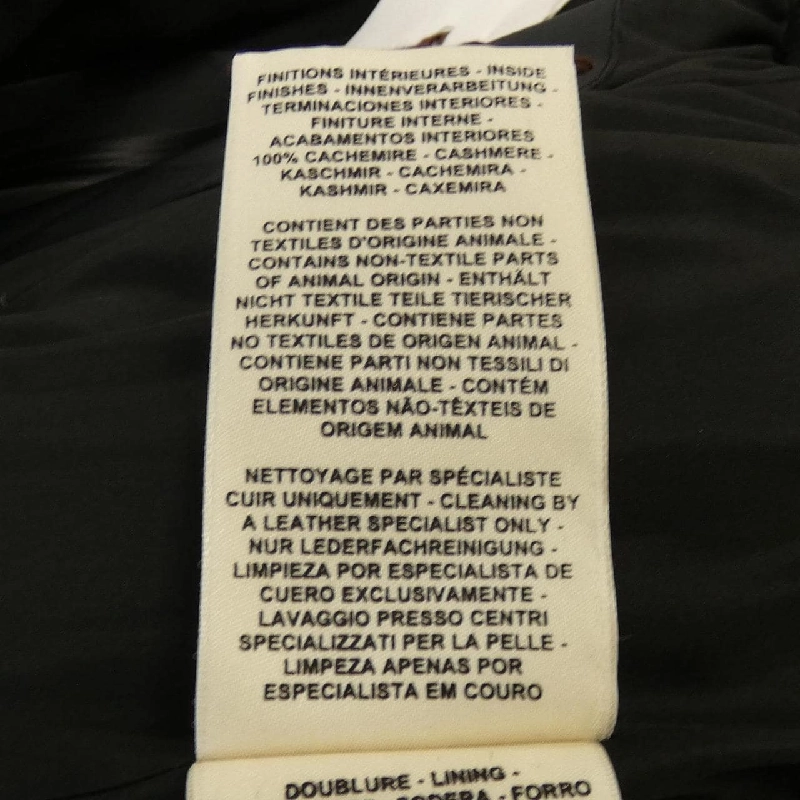 FINITIONS INTÉRIEURES - INSIDE
FINISHES - INNENVERARBEITUNG -
TERMINACIONES INTERIORES -
FINITURE INTERNE -
ACABAMENTOS INTERIORES
100% CACHEMIRE - CASHMERE -
KASCHMIR - CACHEMIRA -
KASHMIR - CAXEMIRA
CONTIENT DES PARTIES NON
TEXTILES D'ORIGINE ANIMALE -
CONTAINS NON-TEXTILE PARTS
OF ANIMAL ORIGIN - ENTHÄLT
NICHT TEXTILE TEILE TIERISCHER
HERKUNFT - CONTIENE PARTES
NO TEXTILES DE ORIGEN ANIMAL -
CONTIENE PARTI NON TESSILI DI
ORIGINE ANIMALE - CONTÉM
ELEMENTOS NÃO-TÊXTEIS DE
ORIGEM ANIMAL
NETTOYAGE PAR SPÉCIALISTE
CUIR UNIQUEMENT - CLEANING BY
A LEATHER SPECIALIST ONLY -
NUR LEDERFACHREINIGUNG -
LIMPIEZA POR ESPECIALISTA DE
CUERO EXCLUSIVAMENTE -
LAVAGGIO PRESSO CENTRI
SPECIALIZZATI PER LA PELLE -
LIMPEZA APENAS POR
ESPECIALISTA EM COURO
DOUBLURE - LINING -
FODERA - FORRO